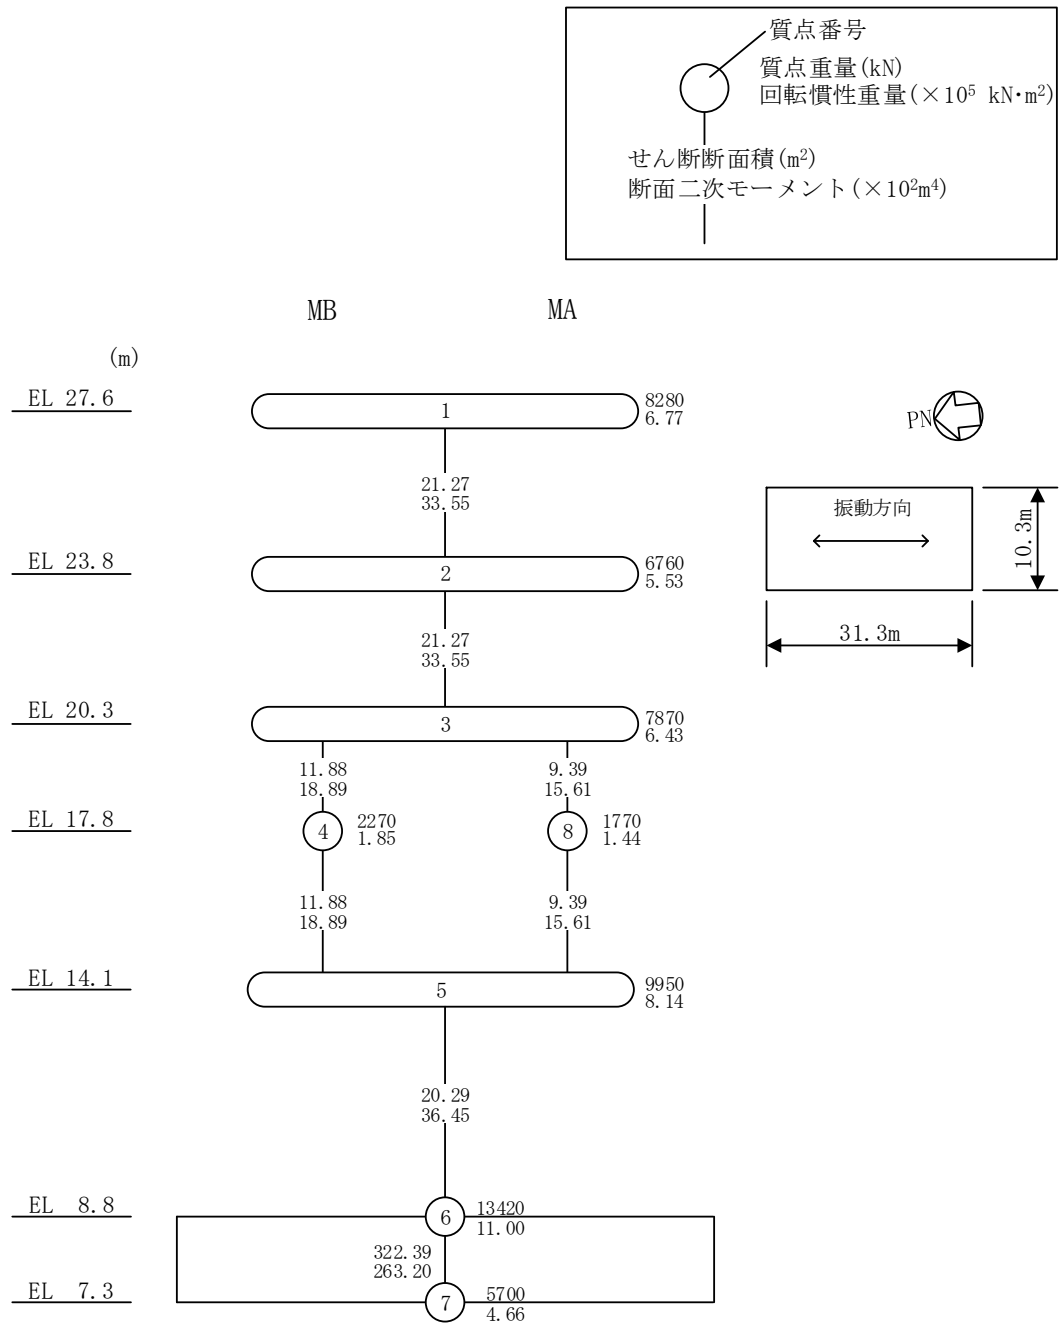 質点番号
質点重量(kN)
回転慣性重量(×10⁵ kN·m²)
せん断断面積(m²)
断面二次モーメント(×10²m⁴)
MB MA
(m)
EL 27.6
1
8280
6.77
PN
21.27
33.55
振動方向
10.3m
31.3m
EL 23.8
2
6760
5.53
21.27
33.55
EL 20.3
3
7870
6.43
11.88
18.89
9.39
15.61
EL 17.8
4
2270
1.85
8
1770
1.44
11.88
18.89
9.39
15.61
EL 14.1
5
9950
8.14
20.29
36.45
EL 8.8
6
13420
11.00
322.39
263.20
EL 7.3
7
5700
4.66